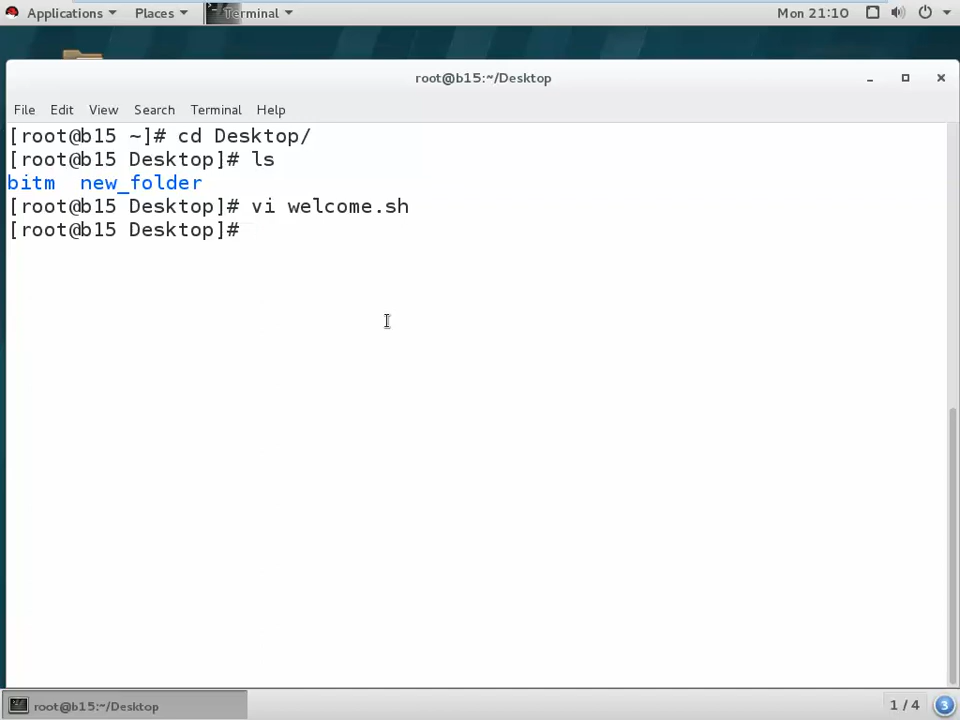 Applications Places Terminal Mon 21:10
root@b15:~/Desktop
File Edit View Search Terminal Help
[root@b15 ~]# cd Desktop/
[root@b15 Desktop]# ls
bitm  new_folder
[root@b15 Desktop]# vi welcome.sh
[root@b15 Desktop]#
root@b15:~/Desktop 1 / 4 3